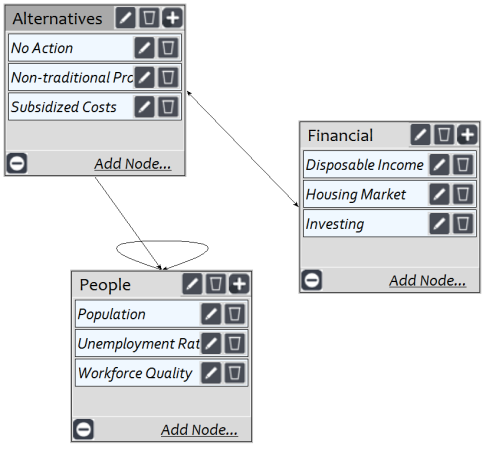 Alternatives
No Action
Non-traditional Pro
Subsidized Costs
Add Node...
Financial
Disposable Income
Housing Market
Investing
Add Node...
People
Population
Unemployment Rat
Workforce Quality
Add Node...